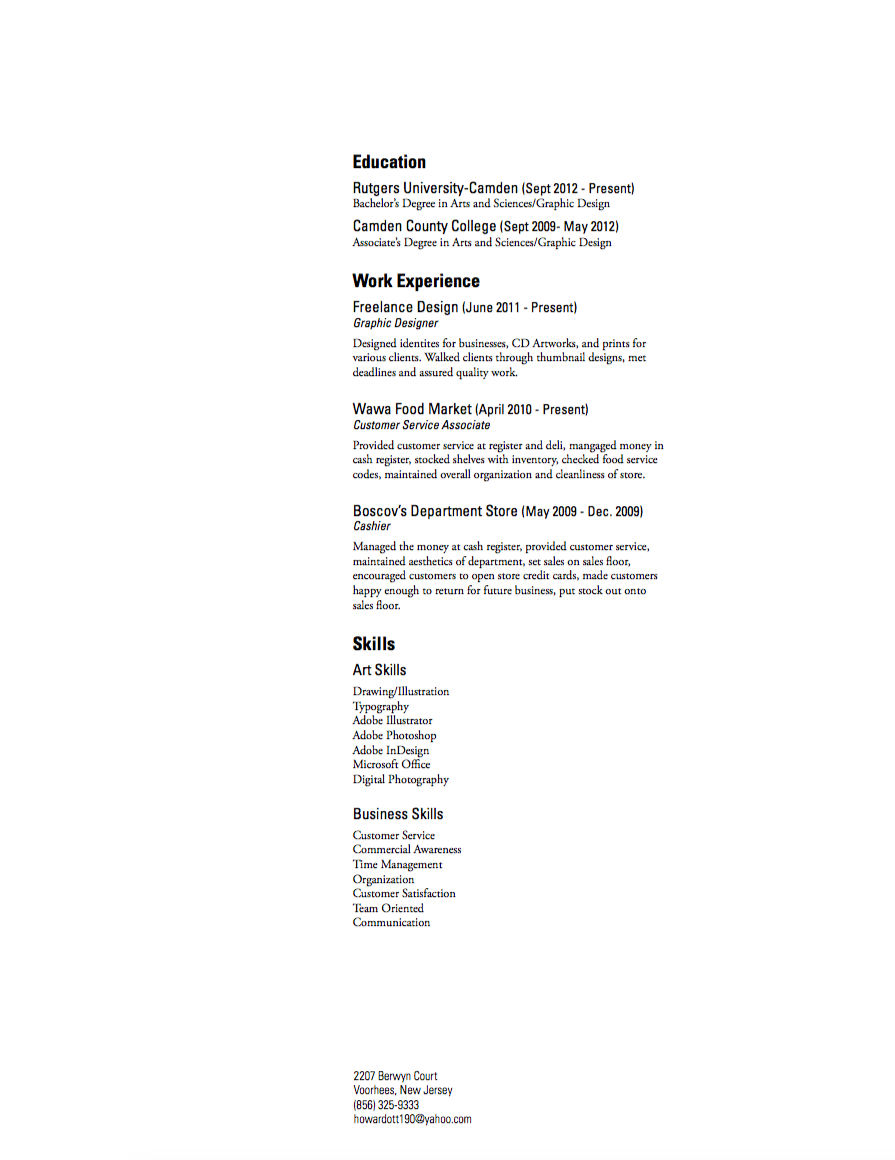 Education
Rutgers University-Camden (Sept 2012 - Present)
Bachelor's Degree in Arts and Sciences/Graphic Design
Camden County College (Sept 2009- May 2012)
Associate's Degree in Arts and Sciences/Graphic Design
Work Experience
Freelance Design (June 2011 - Present)
Graphic Designer
Designed identites for businesses, CD Artworks, and prints for
various clients. Walked clients through thumbnail designs, met
deadlines and assured quality work.
Wawa Food Market (April 2010 - Present)
Customer Service Associate
Provided customer service at register and deli, mangaged money in
cash register, stocked shelves with inventory, checked food service
codes, maintained overall organization and cleanliness of store.
Boscov's Department Store (May 2009 - Dec. 2009)
Cashier
Managed the money at cash register, provided customer service,
maintained aesthetics of department, set sales on sales floor,
encouraged customers to open store credit cards, made customers
happy enough to return for future business, put stock out onto
sales floor.
Skills
Art Skills
Drawing/Illustration
Typography
Adobe Illustrator
Adobe Photoshop
Adobe InDesign
Microsoft Office
Digital Photography
Business Skills
Customer Service
Commercial Awareness
Time Management
Organization
Customer Satisfaction
Team Oriented
Communication
2207 Berwyn Court
Voorhees, New Jersey
(856) 325-9333
howardott190@yahoo.com